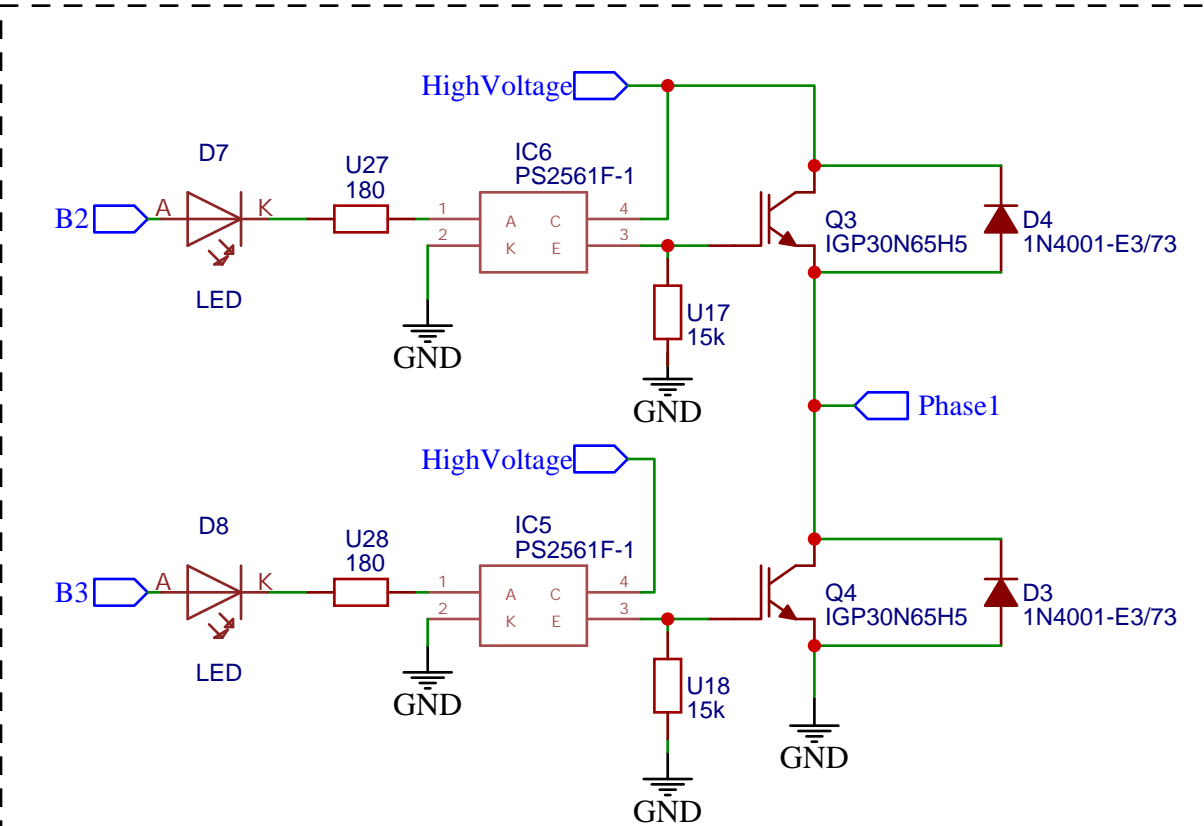 HighVoltage
D7
U27
180
IC6
PS2561F-1
B2
A
K
1
2
A
C
K
E
4
3
LED
GND
U17
15k
GND
Q3
IGP30N65H5
D4
1N4001-E3/73
Phase1
HighVoltage
D8
U28
180
IC5
PS2561F-1
B3
A
K
1
2
A
C
K
E
4
3
LED
GND
U18
15k
GND
Q4
IGP30N65H5
D3
1N4001-E3/73
GND